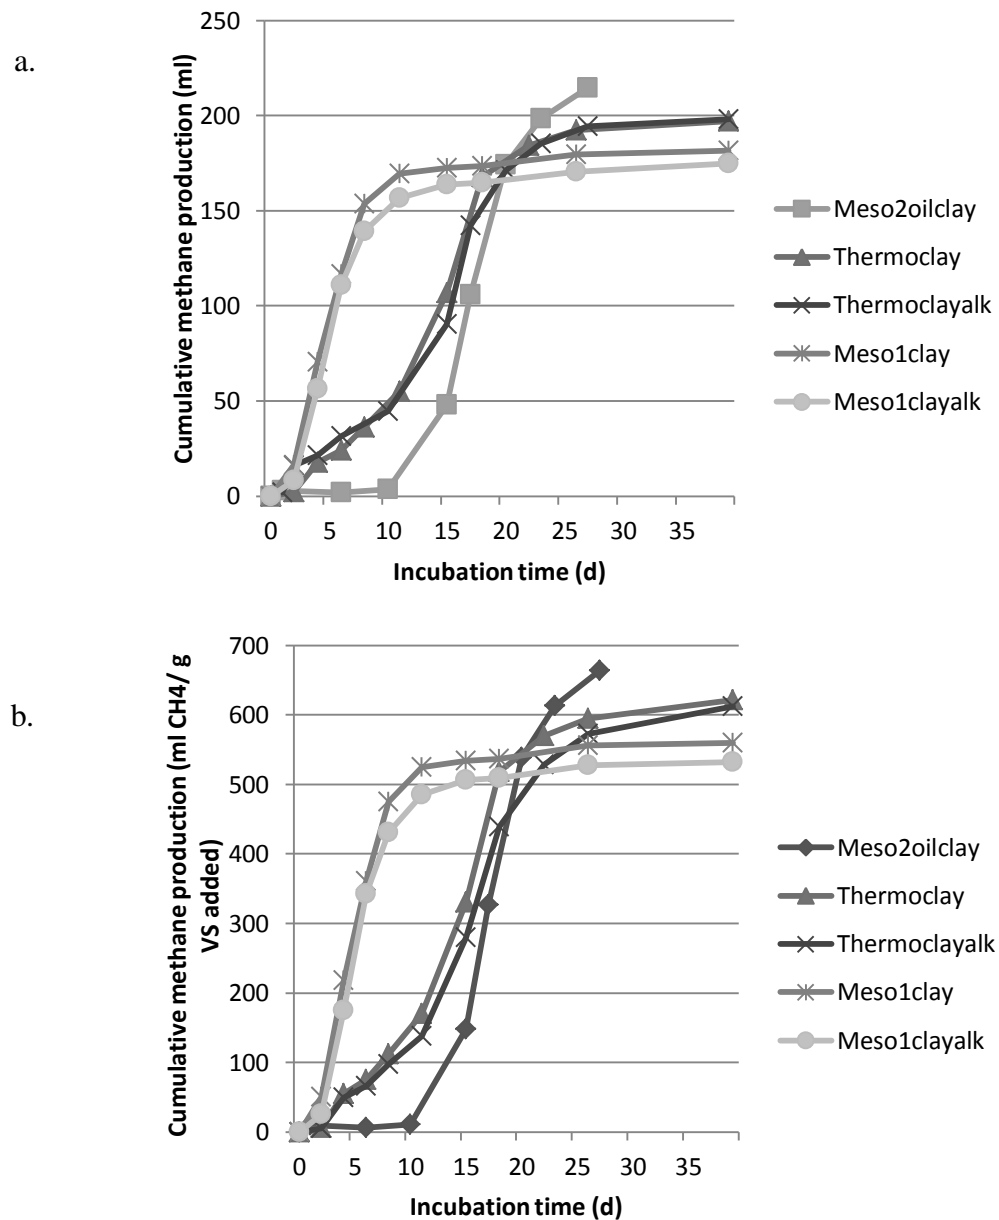 a.
Cumulative methane production (ml)
250
200
150
100
50
0
0 5 10 15 20 25 30 35
Incubation time (d)
Meso2oilclay
Thermoclay
Thermoclayalk
Meso1clay
Meso1clayalk
b.
Cumulative methane production (ml CH4/ g
VS added)
700
600
500
400
300
200
100
0
0 5 10 15 20 25 30 35
Incubation time (d)
Meso2oilclay
Thermoclay
Thermoclayalk
Meso1clay
Meso1clayalk